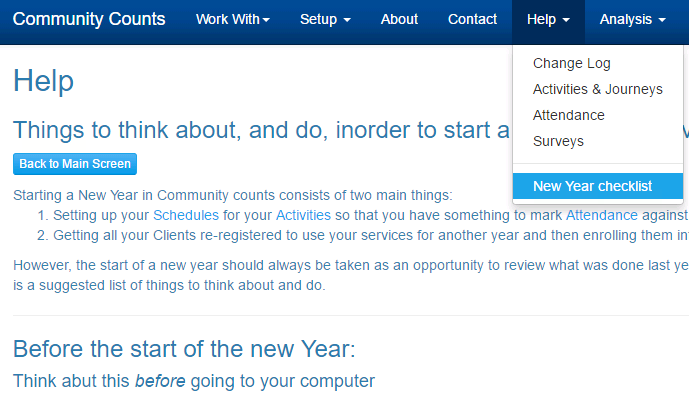 Community Counts Work With Setup About Contact Help Analysis
Change Log
Activities & Journeys
Attendance
Surveys
New Year checklist
Help
Things to think about, and do, inorder to start a
Back to Main Screen
Starting a New Year in Community counts consists of two main things:
1. Setting up your Schedules for your Activities so that you have something to mark Attendance against
2. Getting all your Clients re-registered to use your services for another year and then enrolling them
However, the start of a new year should always be taken as an opportunity to review what was done last
is a suggested list of things to think about and do.
Before the start of the new Year:
Think abut this before going to your computer